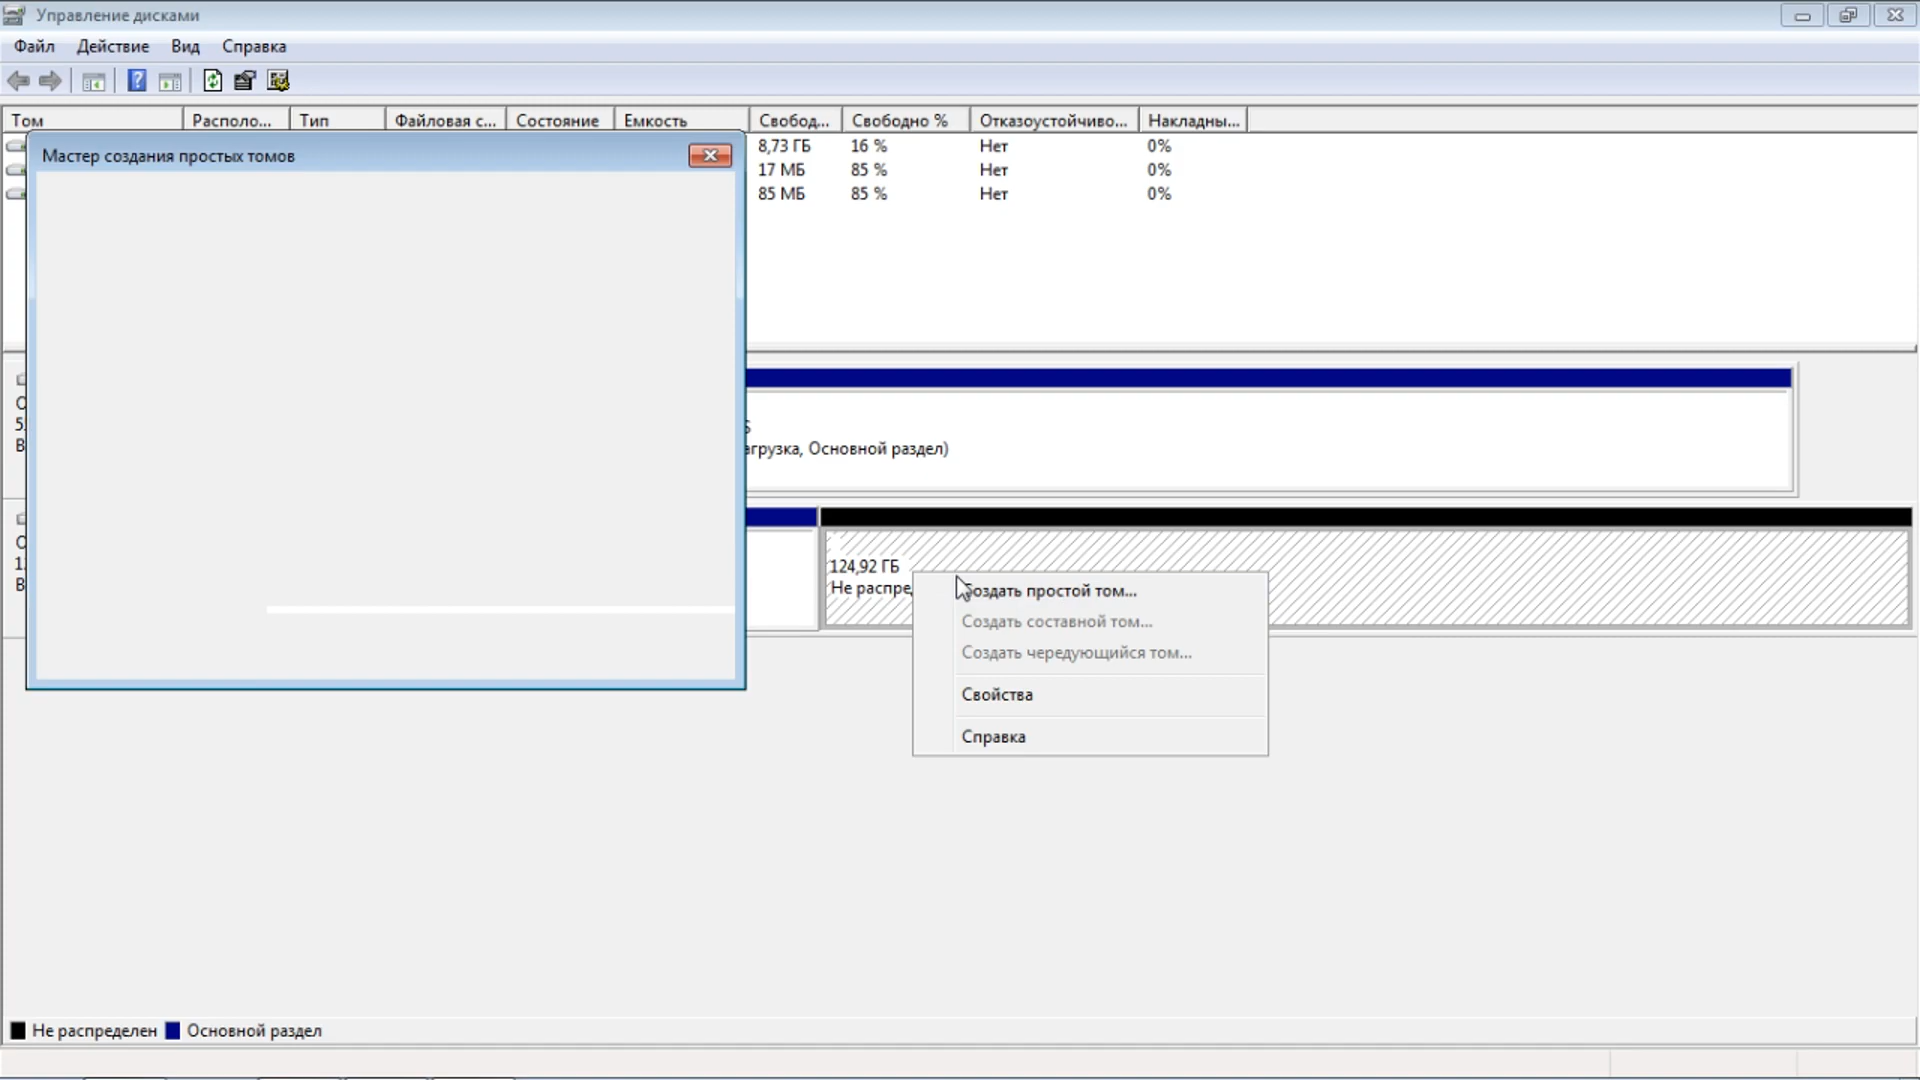 Управление дисками
Файл Действие Вид Справка
Том Располо... Тип Файловая с... Состояние Емкость Свобод... Свободно % Отказоустойчиво... Накладны...
8,73 ГБ 16 % Нет 0%
17 МБ 85 % Нет 0%
85 МБ 85 % Нет 0%
Мастер создания простых томов
агрузка, Основной раздел)
124,92 ГБ
Не распре
Создать простой том...
Создать составной том...
Создать чередующийся том...
Свойства
Справка
Не распределен Основной раздел